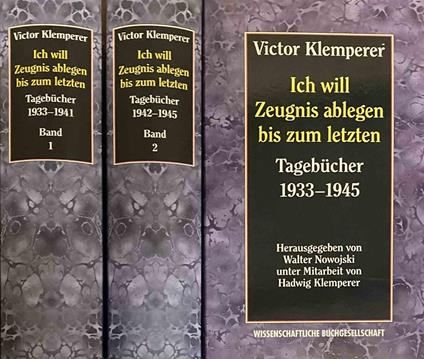 Victor Klemperer
Ich will
Zeugnis ablegen
bis zum letzten
Tagebücher
1933–1941
Band
1
Victor Klemperer
Ich will
Zeugnis ablegen
bis zum letzten
Tagebücher
1942–1945
Band
2
Victor Klemperer
Ich will
Zeugnis ablegen
bis zum letzten
Tagebücher
1933–1945
Herausgegeben von
Walter Nowojski
unter Mitarbeit von
Hadwig Klemperer
WISSENSCHAFTLICHE BUCHGESELLSCHAFT